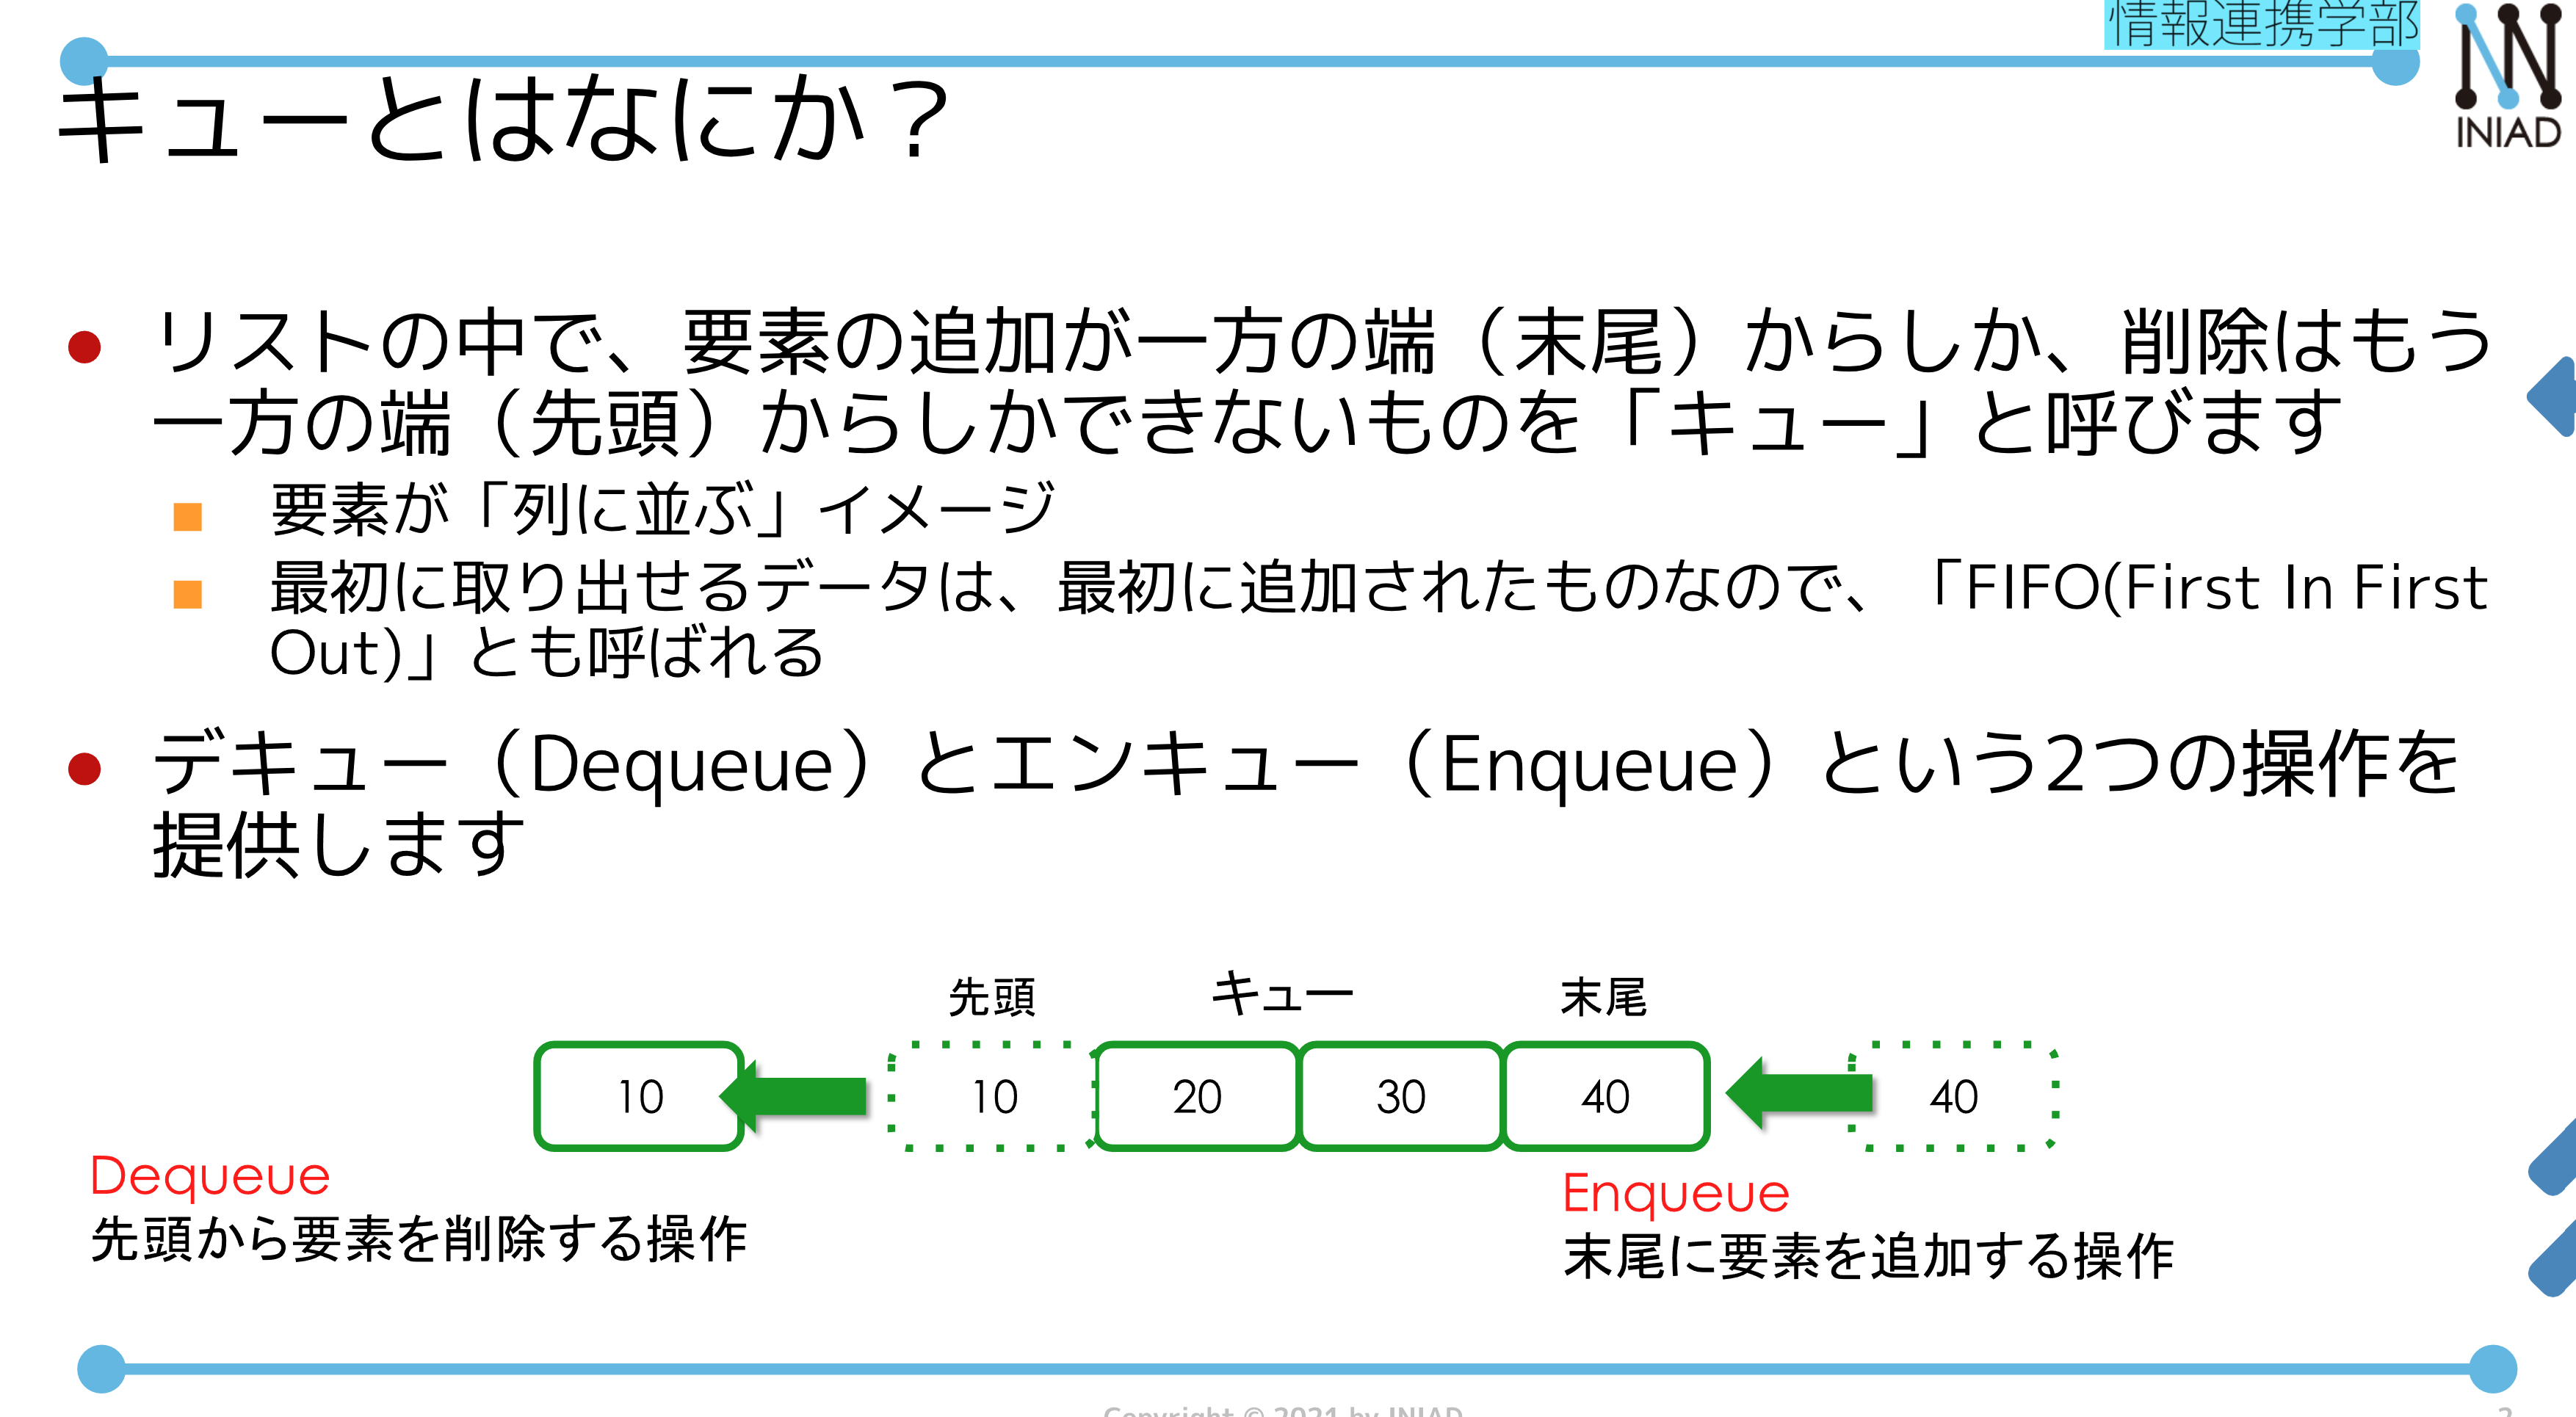 情報連携学部
INIAD
キューとはなにか？
リストの中で、要素の追加が一方の端（末尾）からしか、削除はもう
一方の端（先頭）からしかできないものを「キュー」と呼びます
要素が「列に並ぶ」イメージ
最初に取り出せるデータは、最初に追加されたものなので、「FIFO(First In First
Out)」とも呼ばれる
デキュー（Dequeue）とエンキュー（Enqueue）という2つの操作を
提供します
先頭 キュー 末尾
10 10 20 30 40 40
Dequeue
先頭から要素を削除する操作
Enqueue
末尾に要素を追加する操作
Copyright © 2021 by INIAD